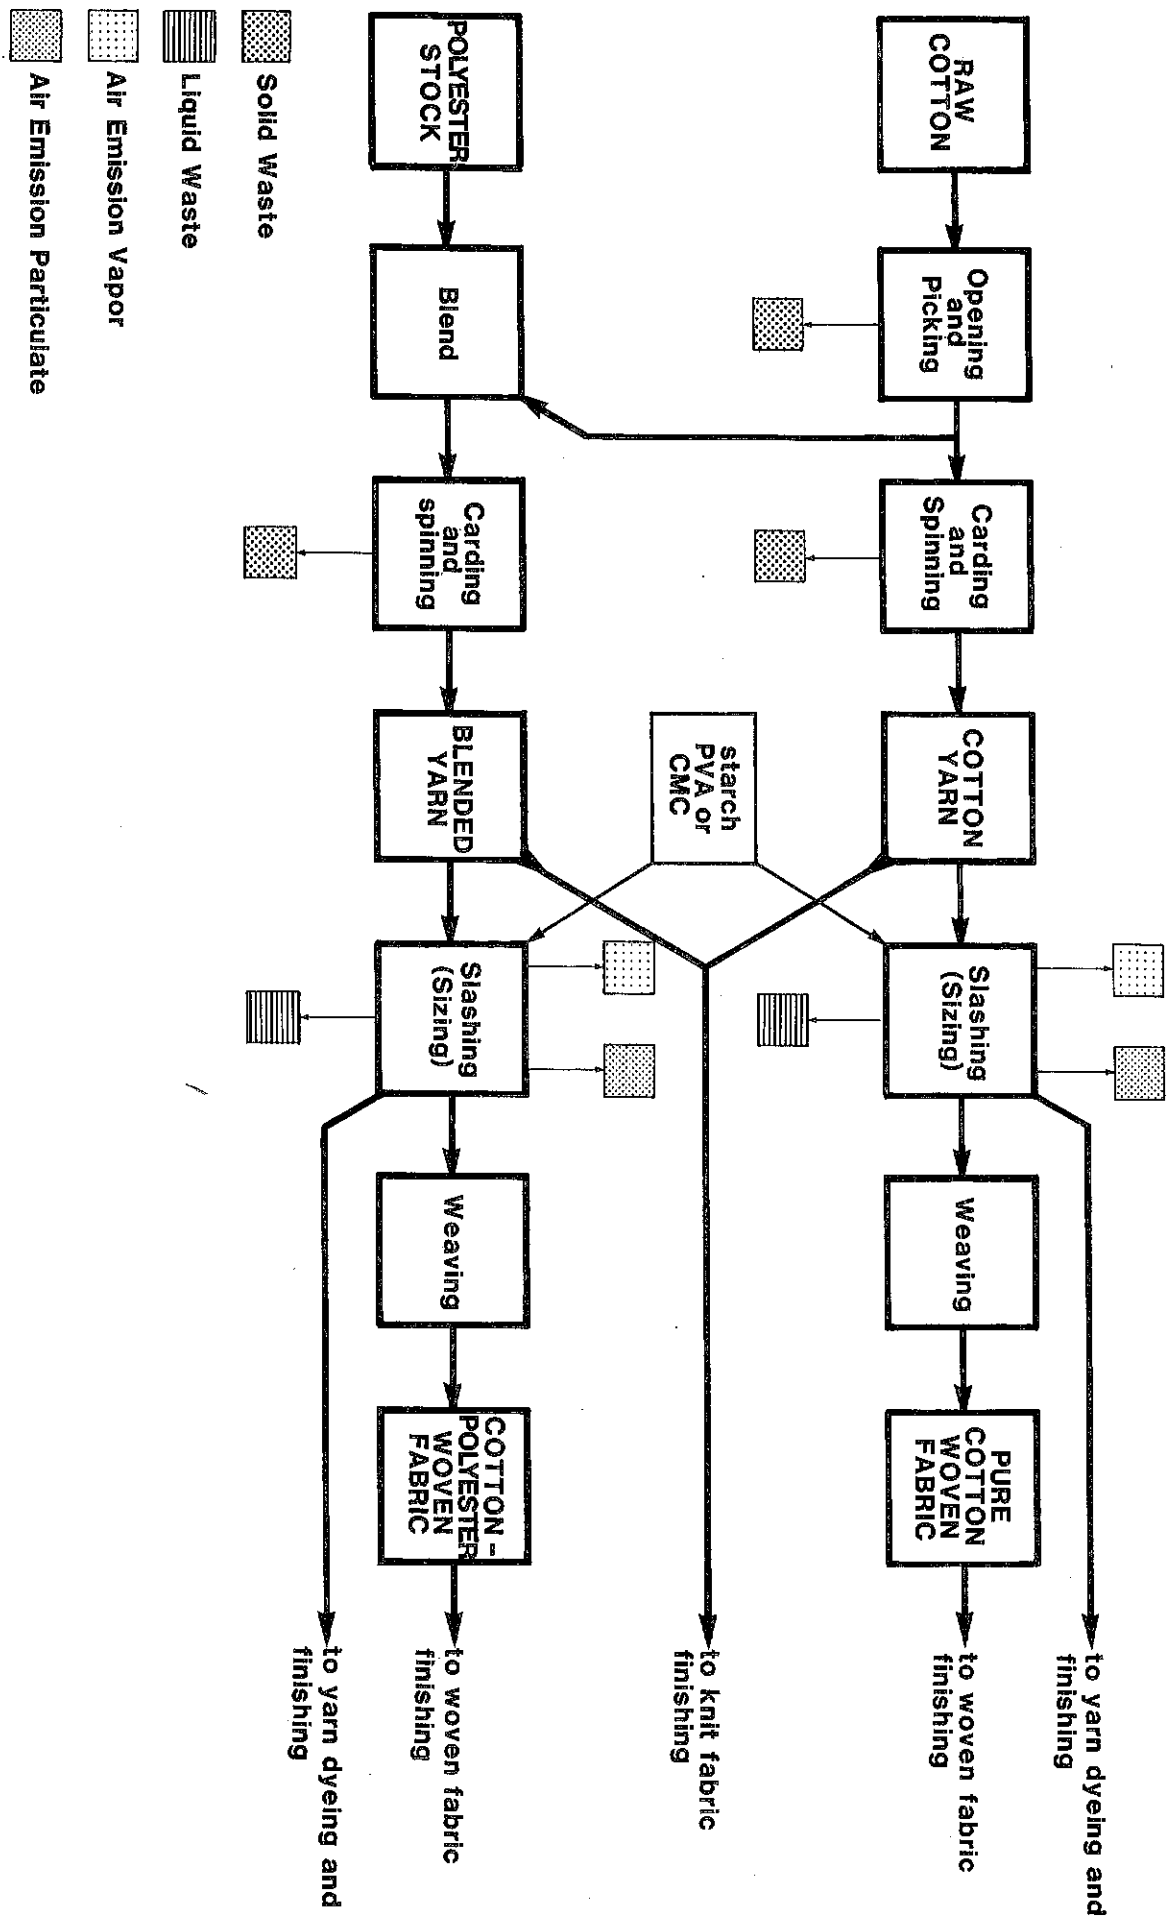 to yarn dyeing and
finishing
RAW
COTTON
Opening
and
Picking
Carding
and
Spinning
COTTON
YARN
Slashing
(Sizing)
Weaving
PURE
COTTON
WOVEN
FABRIC
to woven fabric
finishing
starch
PVA or
CMC
to knit fabric
finishing
POLYESTER
STOCK
Blend
Carding
and
spinning
BLENDED
YARN
Slashing
(Sizing)
Weaving
COTTON-
POLYESTER
WOVEN
FABRIC
to woven fabric
finishing
to yarn dyeing and
finishing
Solid Waste
Liquid Waste
Air Emission Vapor
Air Emission Particulate